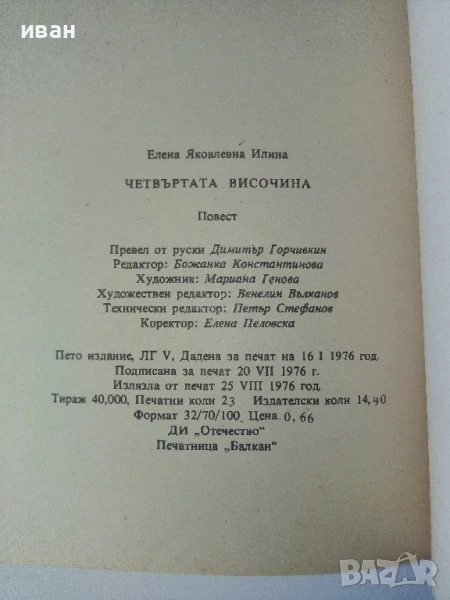 иван
Елена Яковлевна Илина
ЧЕТВЪРТАТА ВИСОЧИНА
Повест
Превел от руски Димитър Горчивкин
Редактор: Божанка Константинова
Художник: Мариана Генова
Художествен редактор: Венелин Вълканов
Технически редактор: Петър Стефанов
Коректор: Елена Пеловска
Пето издание, ЛГ V, Дадена за печат на 16 I 1976 год.
Подписана за печат 20 VII 1976 г.
Излязла от печат 25 VIII 1976 год.
Тираж 40,000, Печатни коли 23 Издателски коли 14,90
Формат 32/70/100, Цена 0,66
ДИ „Отечество"
Печатница „Балкан"
BAZAR